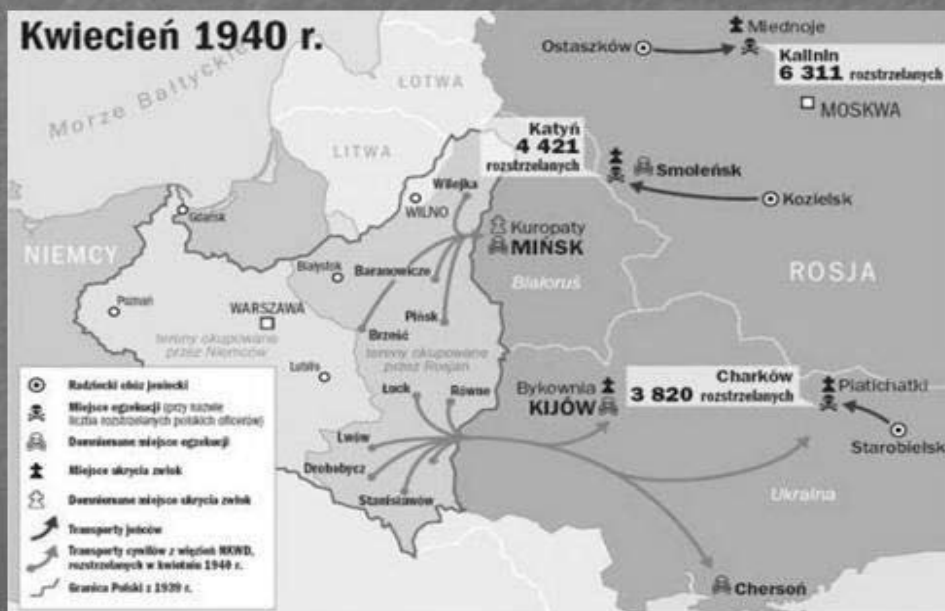 Kwiecień 1940 r.
Morze Bałtyckie
ŁOTWA
LITWA
Wilejka
WILNO
Gdańsk
NIEMCY
Poznań
WARSZAWA
Białystok
Baranowicze
Pińsk
Brześć
tereny okupowane
przez Niemców
tereny okupowane
przez Rosjan
Lublin
Łuck
Równe
Lwów
Drohobycz
Stanisławów
Ostaszków
Miednoje
Kalinin
6 311 rozstrzelanych
MOSKWA
Katyń
4 421
rozstrzelanych
Smoleńsk
Kozielsk
Kuropaty
MIŃSK
Białoruś
ROSJA
Bykownia
KIJÓW
Charków
3 820 rozstrzelanych
Piatichatki
Starobielsk
Ukraina
Chersoń
Radziecki obóz jeniecki
Miejsce egzekucji (przy nazwie
liczba rozstrzelanych polskich oficerów)
Domniemane miejsce egzekucji
Miejsce ukrycia zwłok
Domniemane miejsce ukrycia zwłok
Transporty jeńców
Transporty cywilów z więzień NKWD,
rozstrzelanych w kwietniu 1940 r.
Granica Polski z 1939 r.